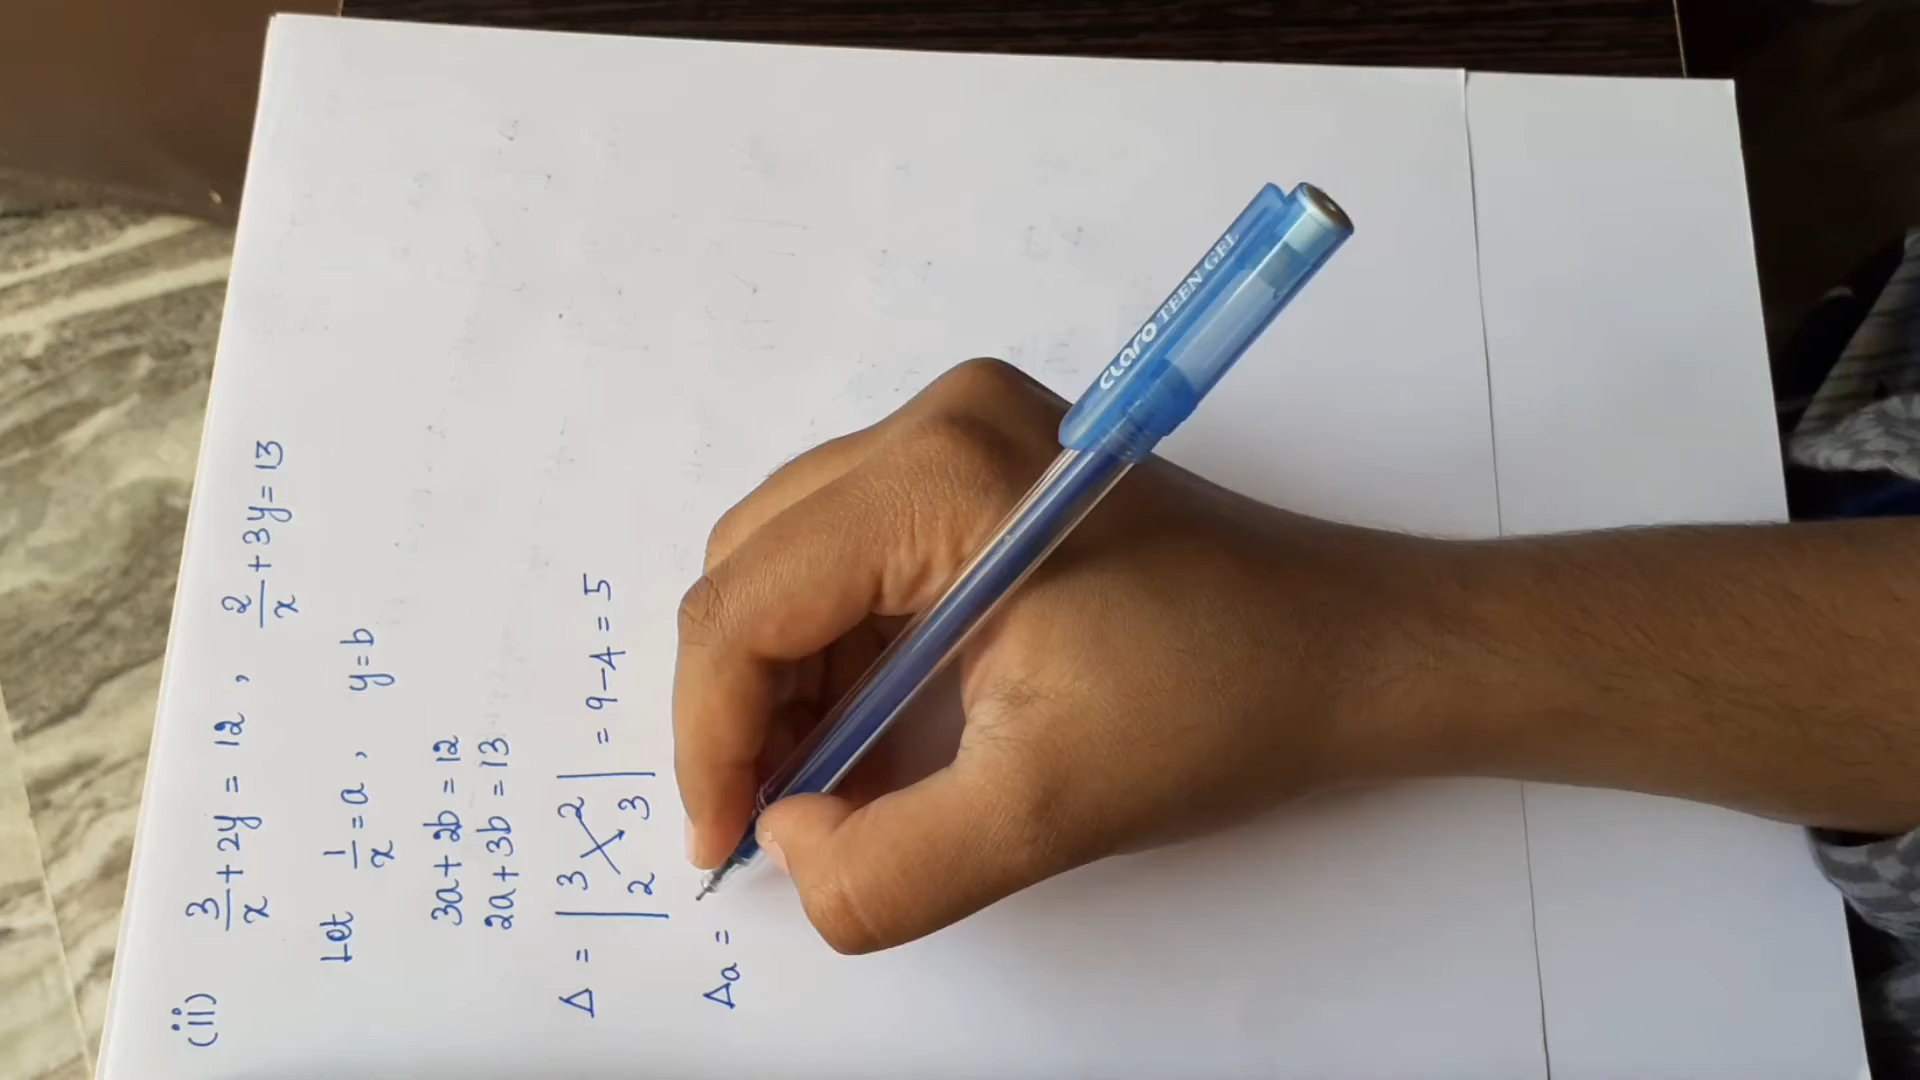 (ii) 3/x + 2y = 12 , 2/x + 3y = 13
Let 1/x = a , y = b
3a + 2b = 12
2a + 3b = 13
Δ = | 3 2 |
| 2 3 | = 9 - 4 = 5
Δa =
CLARO TEEN GEL